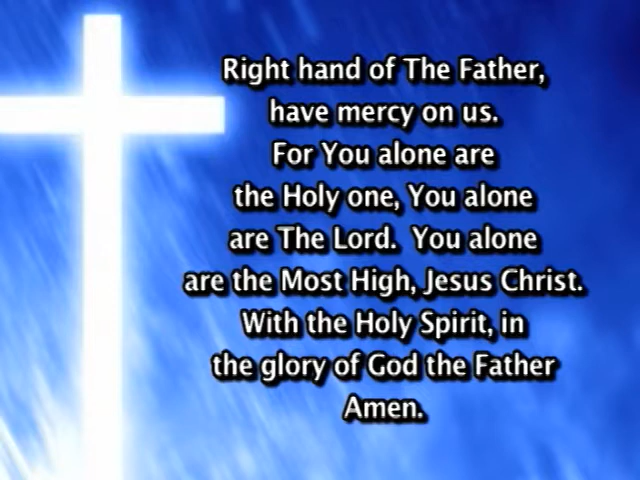 Right hand of The Father,
have mercy on us.
For You alone are
the Holy one, You alone
are The Lord.  You alone
are the Most High, Jesus Christ.
With the Holy Spirit, in
the glory of God the Father
Amen.